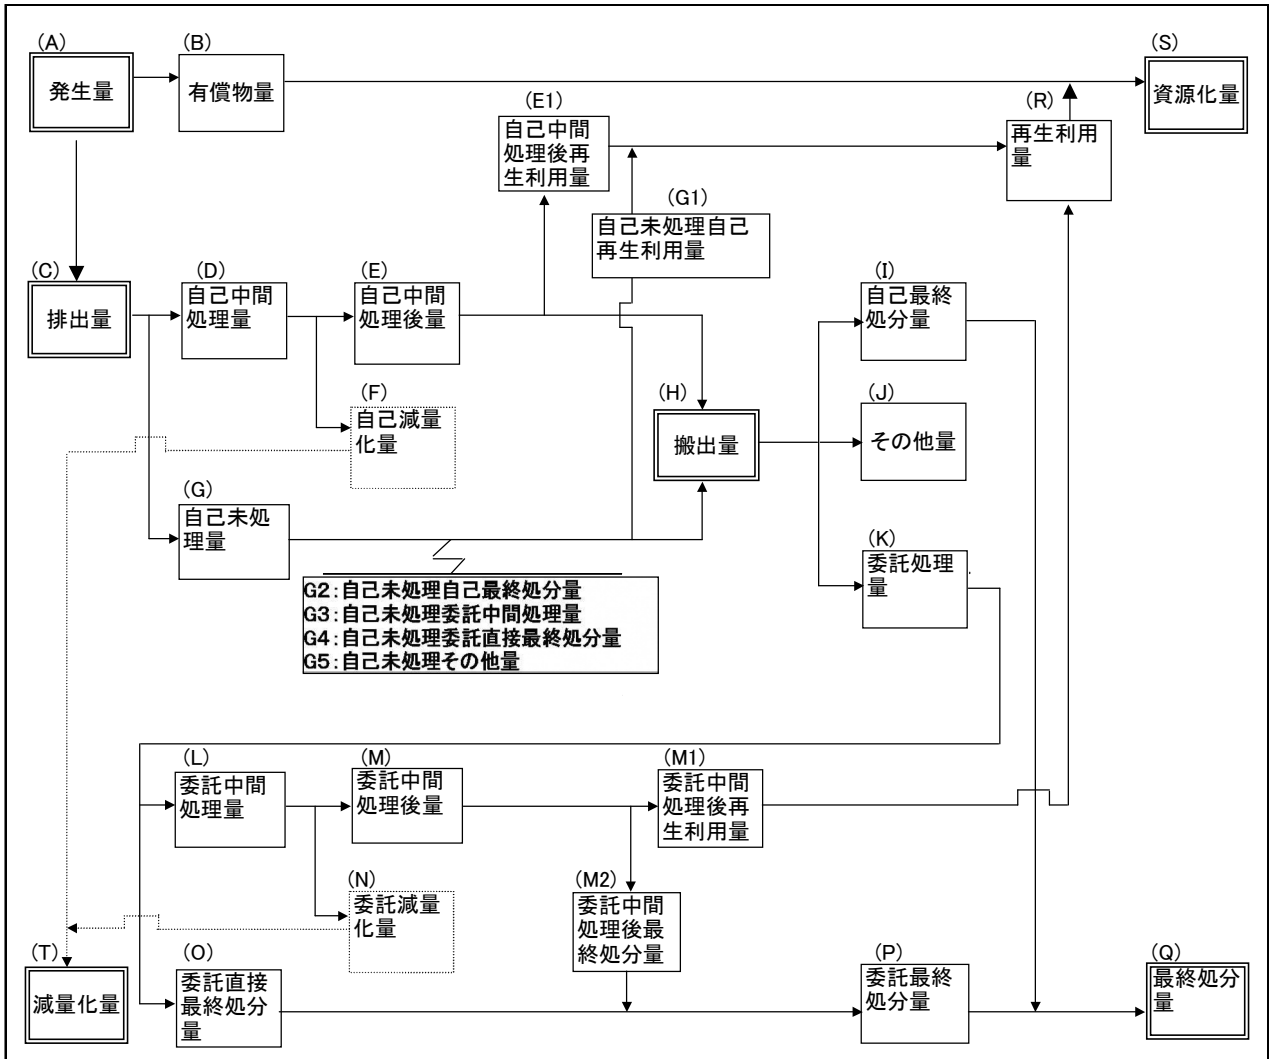 (A)
発生量
(B)
有償物量
(S)
資源化量
(E1)
自己中間
処理後再
生利用量
(R)
再生利用
量
(G1)
自己未処理自己
再生利用量
(C)
排出量
(D)
自己中間
処理量
(E)
自己中間
処理後量
(I)
自己最終
処分量
(F)
自己減量
化量
(H)
搬出量
(J)
その他量
(G)
自己未処
理量
(K)
委託処理
量
G2:自己未処理自己最終処分量
G3:自己未処理委託中間処理量
G4:自己未処理委託直接最終処分量
G5:自己未処理その他量
(L)
委託中間
処理量
(M)
委託中間
処理後量
(M1)
委託中間
処理後再
生利用量
(N)
委託減量
化量
(M2)
委託中間
処理後最
終処分量
(T)
減量化量
(O)
委託直接
最終処分
量
(P)
委託最終
処分量
(Q)
最終処分
量